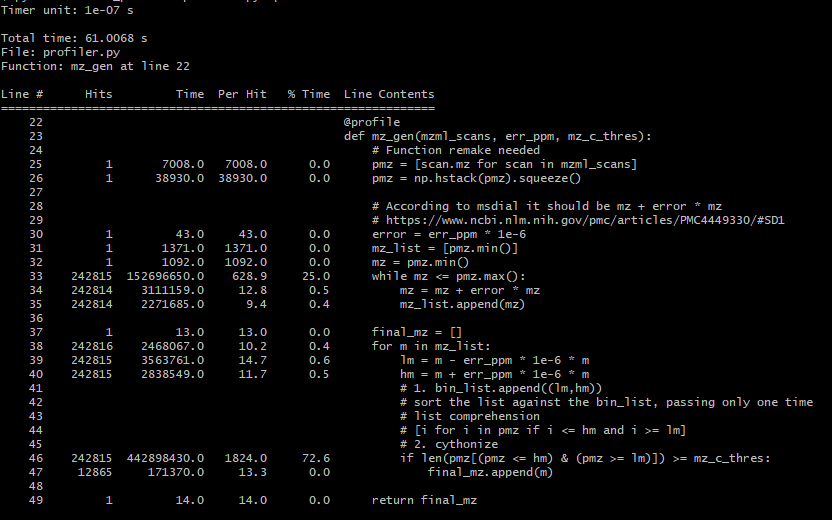 Timer unit: 1e-07 s
Total time: 61.0068 s
File: profiler.py
Function: mz_gen at line 22
Line #      Hits         Time  Per Hit   % Time  Line Contents
==============================================================
    22                                           @profile
    23                                           def mz_gen(mzml_scans, err_ppm, mz_c_thres):
    24                                               # Function remake needed
    25         1       7008.0   7008.0      0.0      pmz = [scan.mz for scan in mzml_scans]
    26         1      38930.0  38930.0      0.0      pmz = np.hstack(pmz).squeeze()
    27
    28                                               # According to msdial it should be mz + error * mz
    29                                               # https://www.ncbi.nlm.nih.gov/pmc/articles/PMC4449330/#SD1
    30         1         43.0     43.0      0.0      error = err_ppm * 1e-6
    31         1       1371.0   1371.0      0.0      mz_list = [pmz.min()]
    32         1       1092.0   1092.0      0.0      mz = pmz.min()
    33    242815  152696650.0    628.9     25.0      while mz <= pmz.max():
    34    242814    3111159.0     12.8      0.5          mz = mz + error * mz
    35    242814    2271685.0      9.4      0.4          mz_list.append(mz)
    36
    37         1         13.0     13.0      0.0      final_mz = []
    38    242816    2468067.0     10.2      0.4      for m in mz_list:
    39    242815    3563761.0     14.7      0.6          lm = m - err_ppm * 1e-6 * m
    40    242815    2838549.0     11.7      0.5          hm = m + err_ppm * 1e-6 * m
    41                                                   # 1. bin_list.append((lm,hm))
    42                                                   # sort the list against the bin_list, passing only one time
    43                                                   # list comprehension
    44                                                   # [i for i in pmz if i <= hm and i >= lm]
    45                                                   # 2. cythonize
    46    242815  442898430.0   1824.0     72.6          if len(pmz[(pmz <= hm) & (pmz >= lm)]) >= mz_c_thres:
    47     12865     171370.0     13.3      0.0              final_mz.append(m)
    48
    49         1         14.0     14.0      0.0      return final_mz